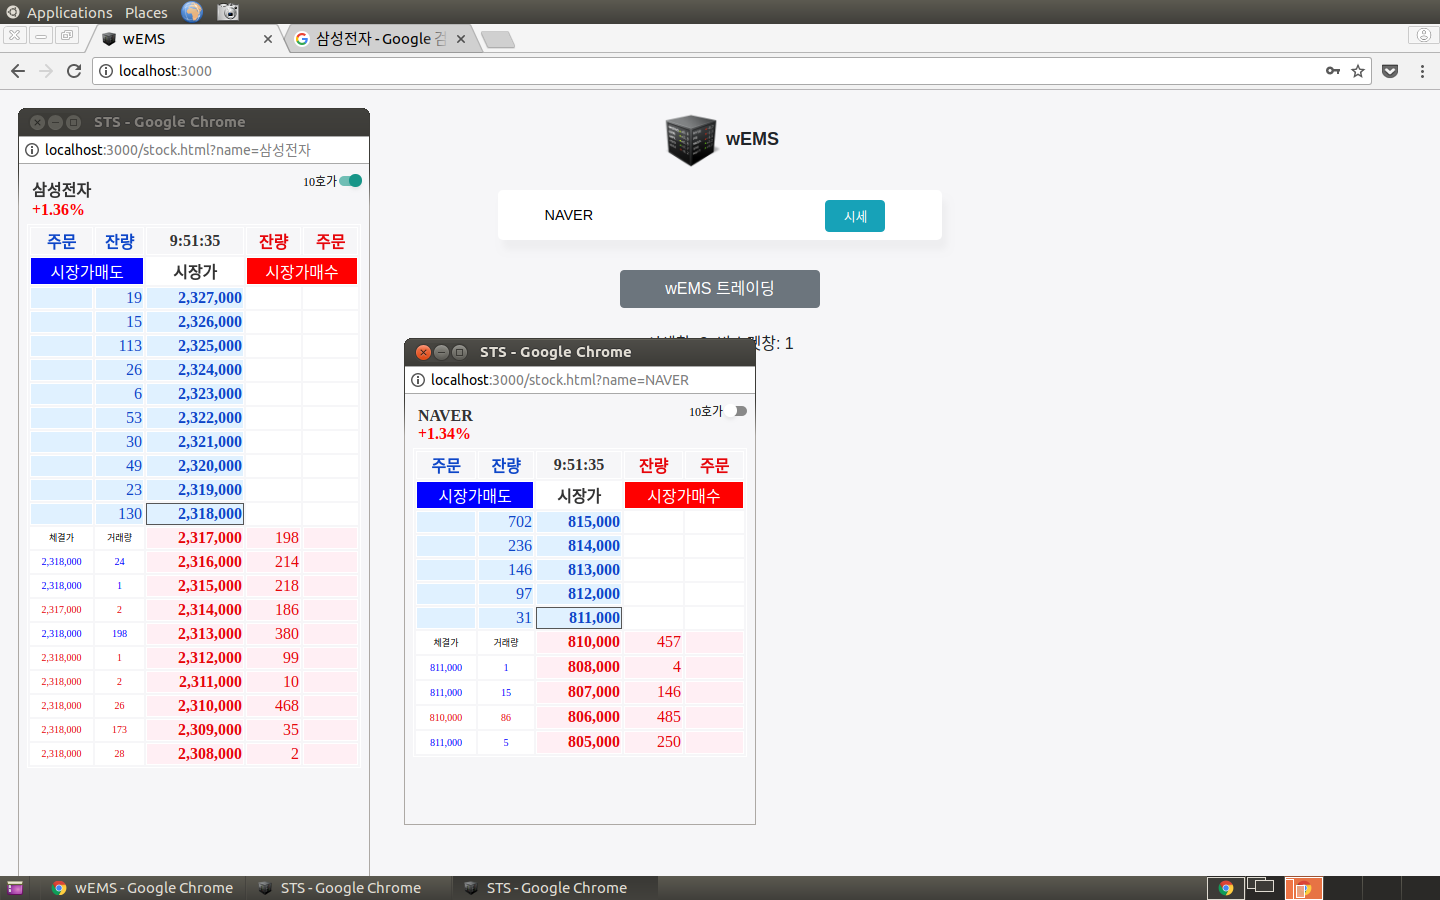 Applications Places
wEMS
삼성전자 - Google 검
localhost:3000
STS - Google Chrome
localhost:3000/stock.html?name=삼성전자
삼성전자
10호가
+1.36%
주문 잔량 9:51:35 잔량 주문
시장가매도 시장가 시장가매수
19 2,327,000
15 2,326,000
113 2,325,000
26 2,324,000
6 2,323,000
53 2,322,000
30 2,321,000
49 2,320,000
23 2,319,000
130 2,318,000
체결가 거래량 2,317,000 198
2,318,000 24 2,316,000 214
2,318,000 1 2,315,000 218
2,317,000 2 2,314,000 186
2,318,000 198 2,313,000 380
2,318,000 1 2,312,000 99
2,318,000 2 2,311,000 10
2,318,000 26 2,310,000 468
2,318,000 173 2,309,000 35
2,318,000 28 2,308,000 2
wEMS
NAVER 시세
wEMS 트레이딩
창: 1
STS - Google Chrome
localhost:3000/stock.html?name=NAVER
NAVER
10호가
+1.34%
주문 잔량 9:51:35 잔량 주문
시장가매도 시장가 시장가매수
702 815,000
236 814,000
146 813,000
97 812,000
31 811,000
체결가 거래량 810,000 457
811,000 1 808,000 4
811,000 15 807,000 146
810,000 86 806,000 485
811,000 5 805,000 250
wEMS - Google Chrome
STS - Google Chrome
STS - Google Chrome